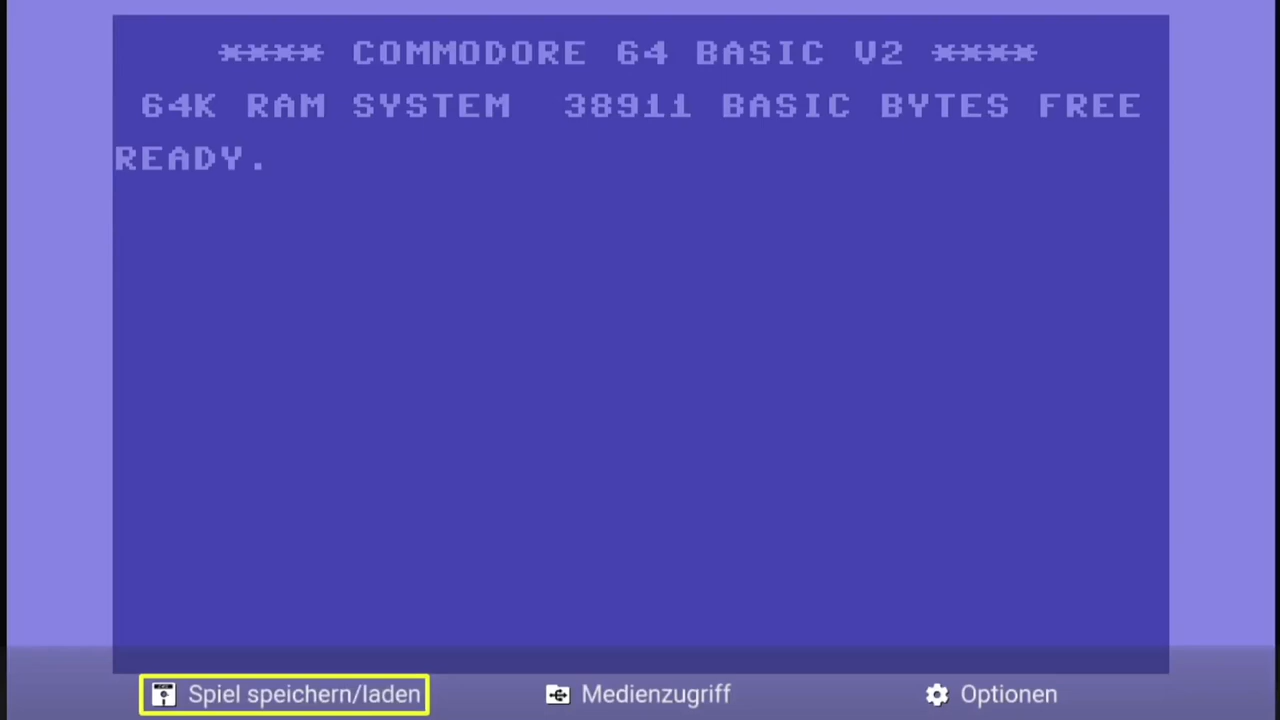 **** COMMODORE 64 BASIC V2 ****
64K RAM SYSTEM  38911 BASIC BYTES FREE
READY.
Spiel speichern/laden
Medienzugriff
Optionen